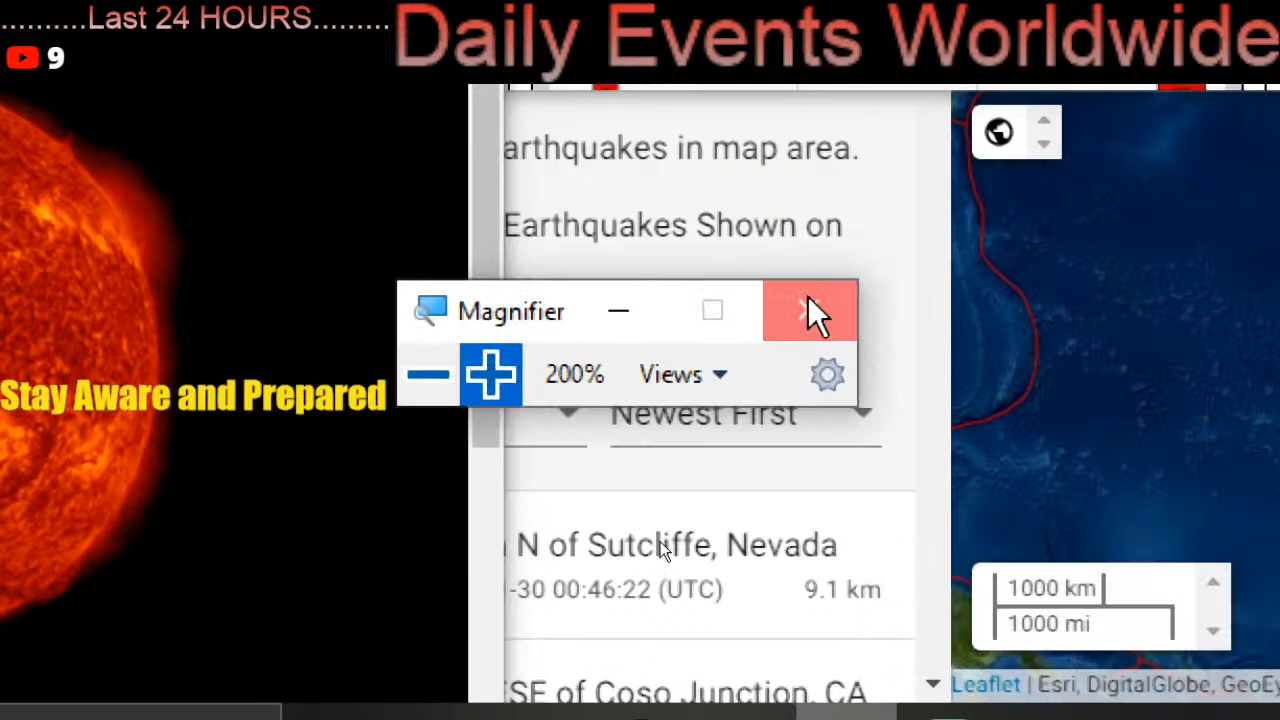 ..........Last 24 HOURS.........
Daily Events Worldwide
9
arthquakes in map area.
Earthquakes Shown on
Magnifier
200% Views
Stay Aware and Prepared
Newest First
N of Sutcliffe, Nevada
-30 00:46:22 (UTC) 9.1 km
SE of Coso Junction, CA
1000 km
1000 mi
Leaflet | Esri, DigitalGlobe, GeoEy